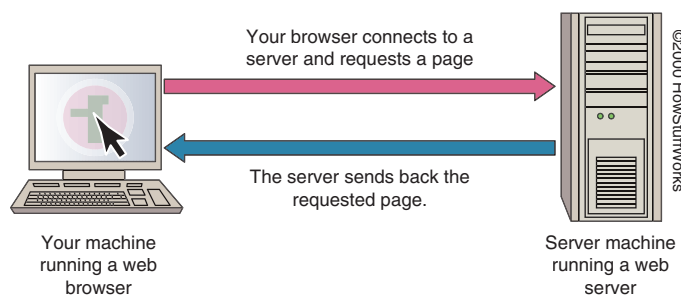 Your browser connects to a
server and requests a page
The server sends back the
requested page.
Your machine
running a web
browser
Server machine
running a web
server
©2000 HowStuffWorks